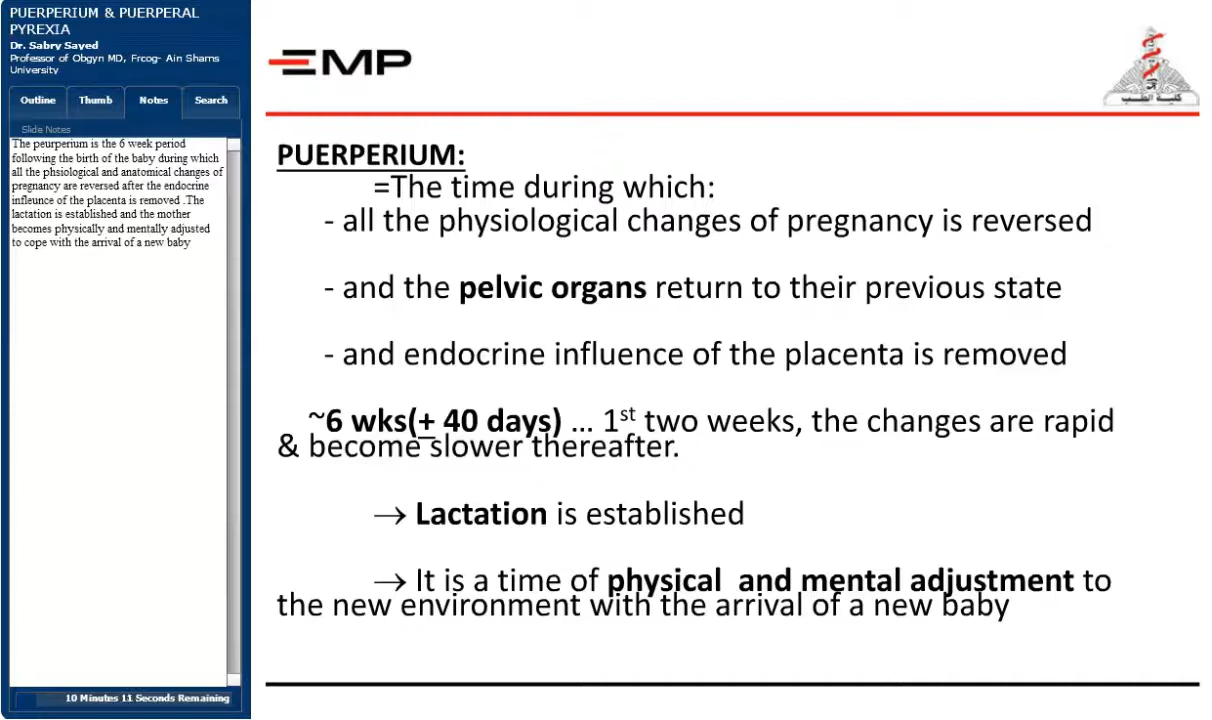 PUERPERIUM & PUERPERAL
PYREXIA
Dr. Sabry Sayed
Professor of Obgyn MD, Frcog- Ain Shams
University
Outline Thumb Notes Search
Slide Notes
The peurperium is the 6 week period
following the birth of the baby during which
all the phsiological and anatomical changes of
pregnancy are reversed after the endocrine
infleunce of the placenta is removed .The
lactation is established and the mother
becomes physically and mentally adjusted
to cope with the arrival of a new baby
10 Minutes 11 Seconds Remaining
EMP
كلية الطب
PUERPERIUM:
=The time during which:
- all the physiological changes of pregnancy is reversed
- and the pelvic organs return to their previous state
- and endocrine influence of the placenta is removed
~6 wks(+ 40 days) … 1st two weeks, the changes are rapid
& become slower thereafter.
→ Lactation is established
→ It is a time of physical and mental adjustment to
the new environment with the arrival of a new baby